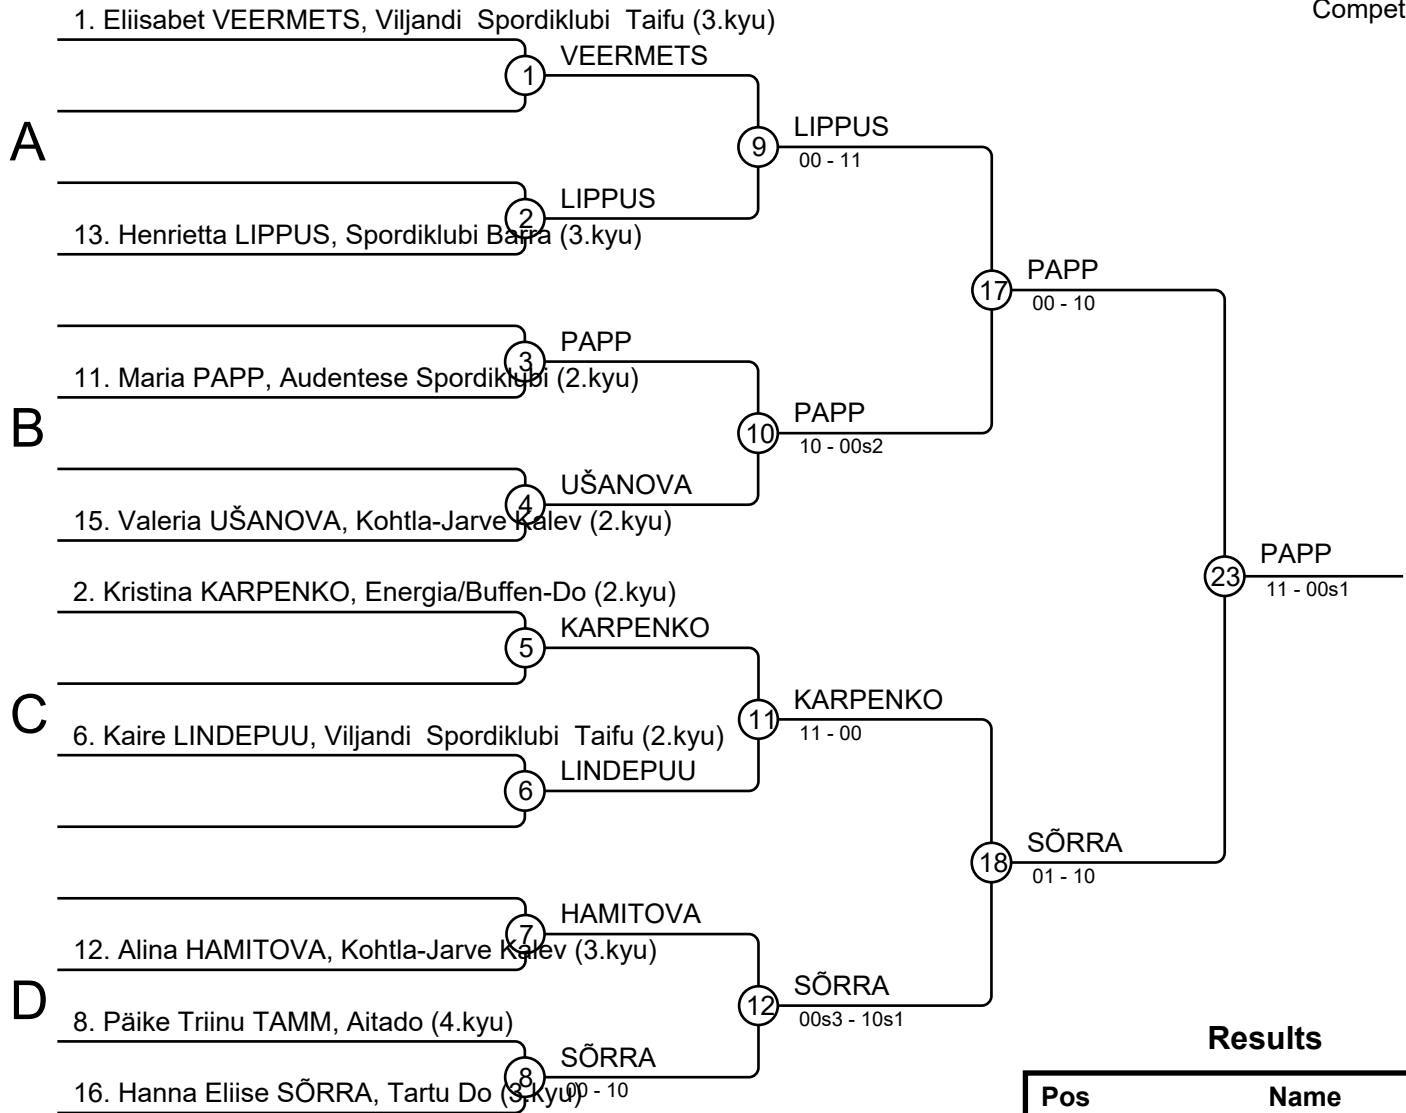 Compet
1. Eliisabet VEERMETS, Viljandi  Spordiklubi  Taifu (3.kyu)
1
VEERMETS
A
9
LIPPUS
00 - 11
2
LIPPUS
13. Henrietta LIPPUS, Spordiklubi Barra (3.kyu)
17
PAPP
00 - 10
3
PAPP
11. Maria PAPP, Audentese Spordiklubi (2.kyu)
B
10
PAPP
10 - 00s2
4
UŠANOVA
15. Valeria UŠANOVA, Kohtla-Jarve Kalev (2.kyu)
23
PAPP
11 - 00s1
2. Kristina KARPENKO, Energia/Buffen-Do (2.kyu)
5
KARPENKO
C
11
KARPENKO
11 - 00
6. Kaire LINDEPUU, Viljandi  Spordiklubi  Taifu (2.kyu)
6
LINDEPUU
18
SÕRRA
01 - 10
7
HAMITOVA
12. Alina HAMITOVA, Kohtla-Jarve Kalev (3.kyu)
D
12
SÕRRA
00s3 - 10s1
8. Päike Triinu TAMM, Aitado (4.kyu)
8
SÕRRA
00 - 10
16. Hanna Eliise SÕRRA, Tartu Do (3.kyu)
Results
Pos Name